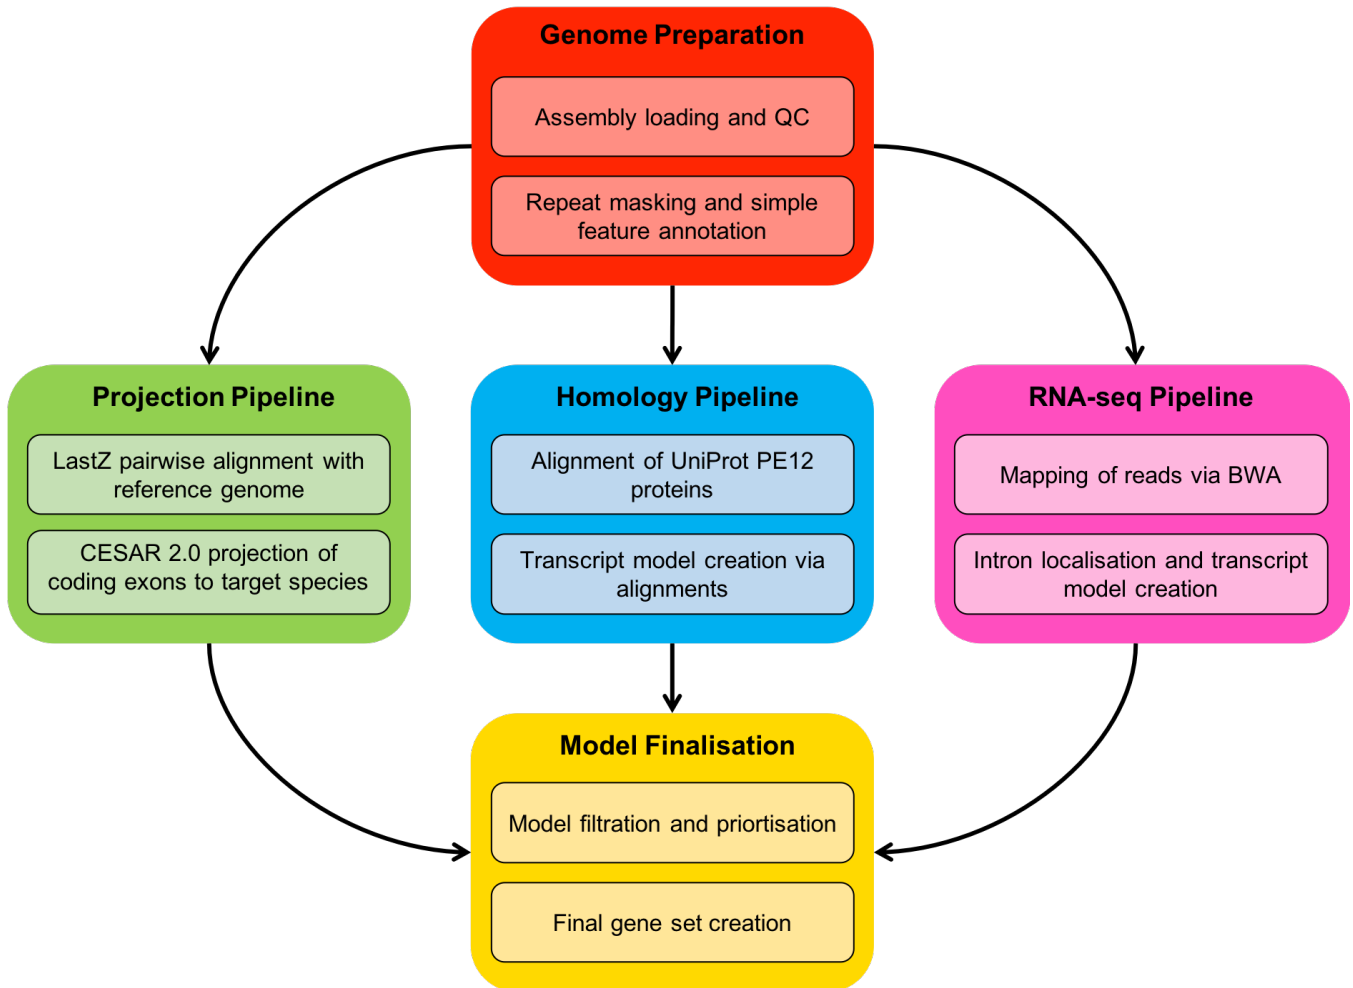 Genome Preparation
Assembly loading and QC
Repeat masking and simple
feature annotation
Projection Pipeline
LastZ pairwise alignment with
reference genome
CESAR 2.0 projection of
coding exons to target species
Homology Pipeline
Alignment of UniProt PE12
proteins
Transcript model creation via
alignments
RNA-seq Pipeline
Mapping of reads via BWA
Intron localisation and transcript
model creation
Model Finalisation
Model filtration and priortisation
Final gene set creation